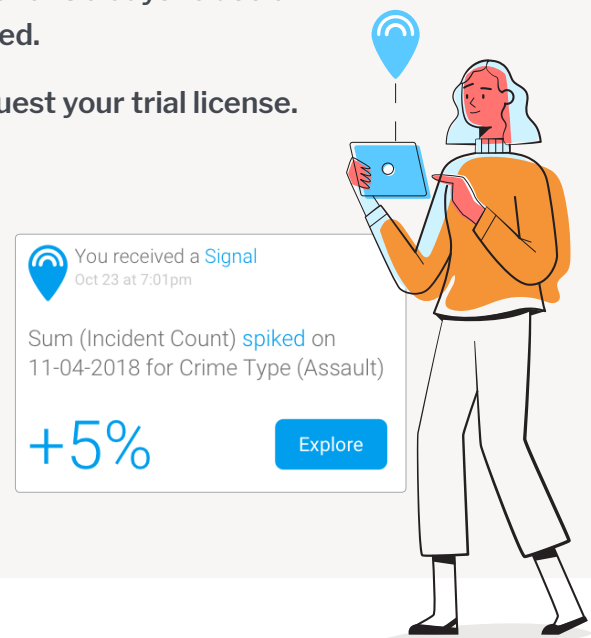 ed.
uest your trial license.
You received a Signal
Oct 23 at 7:01pm
Sum (Incident Count) spiked on
11-04-2018 for Crime Type (Assault)
+5%
Explore